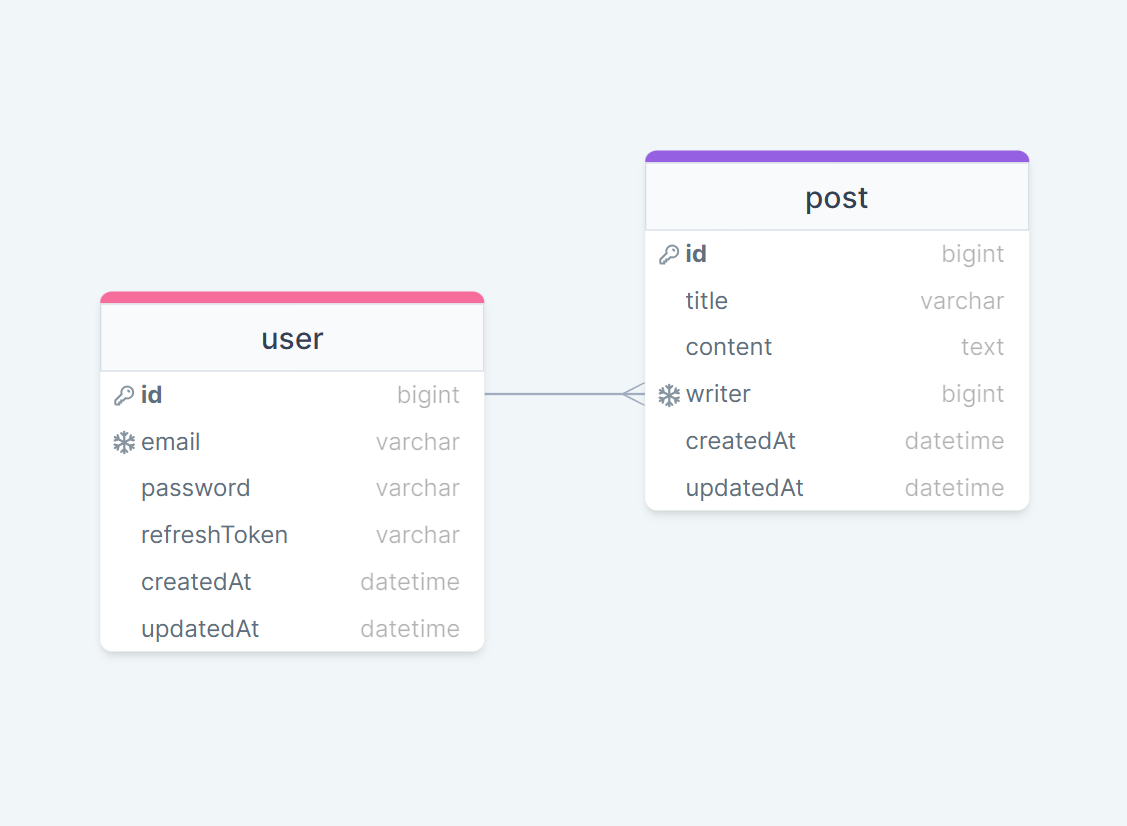 user
id bigint
email varchar
password varchar
refreshToken varchar
createdAt datetime
updatedAt datetime
post
id bigint
title varchar
content text
writer bigint
createdAt datetime
updatedAt datetime